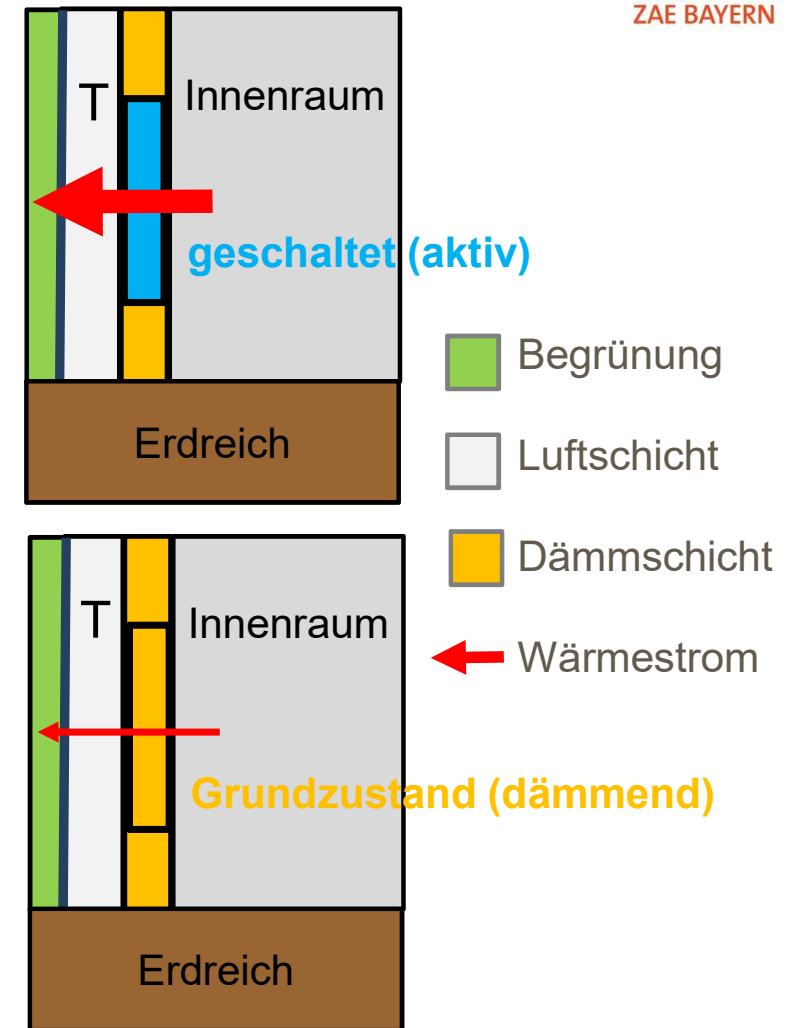 ZAE BAYERN
T
Innenraum
geschaltet (aktiv)
Erdreich
Begrünung
Luftschicht
Dämmschicht
Wärmestrom
T
Innenraum
Grundzustand (dämmend)
Erdreich